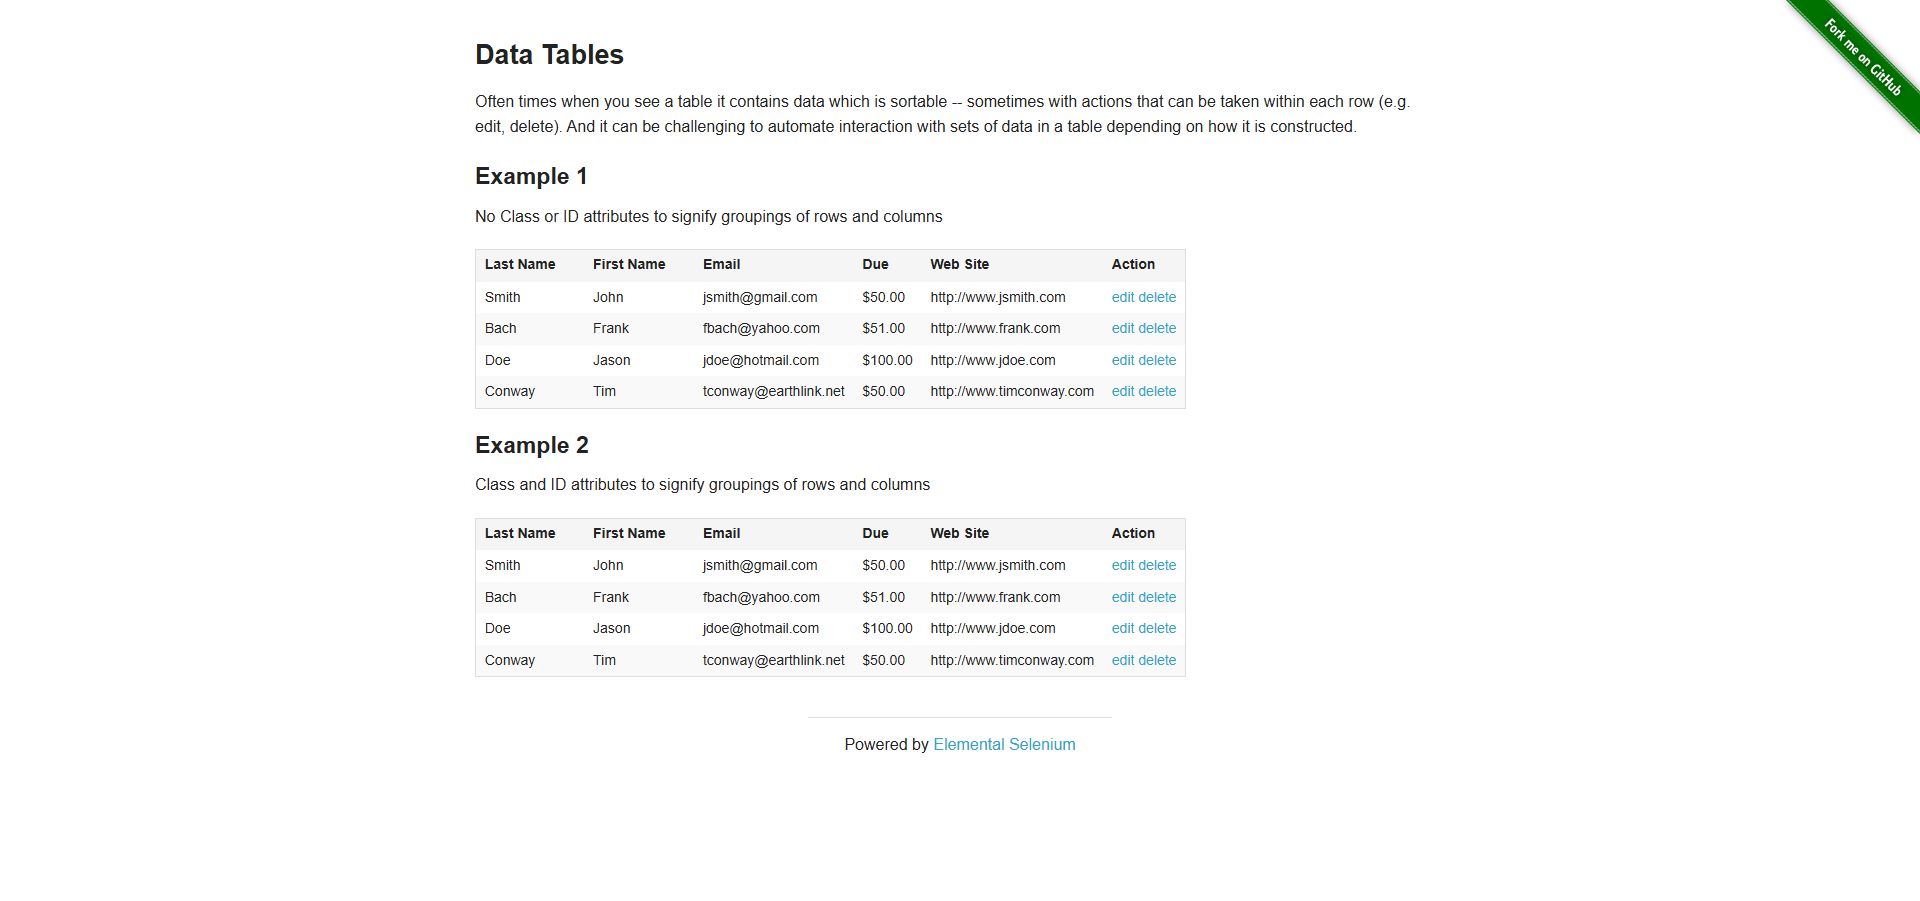 Fork me on GitHub
Data Tables
Often times when you see a table it contains data which is sortable -- sometimes with actions that can be taken within each row (e.g.
edit, delete). And it can be challenging to automate interaction with sets of data in a table depending on how it is constructed.
Example 1
No Class or ID attributes to signify groupings of rows and columns
Last Name First Name Email Due Web Site Action
Smith John jsmith@gmail.com $50.00 http://www.jsmith.com edit delete
Bach Frank fbach@yahoo.com $51.00 http://www.frank.com edit delete
Doe Jason jdoe@hotmail.com $100.00 http://www.jdoe.com edit delete
Conway Tim tconway@earthlink.net $50.00 http://www.timconway.com edit delete
Example 2
Class and ID attributes to signify groupings of rows and columns
Last Name First Name Email Due Web Site Action
Smith John jsmith@gmail.com $50.00 http://www.jsmith.com edit delete
Bach Frank fbach@yahoo.com $51.00 http://www.frank.com edit delete
Doe Jason jdoe@hotmail.com $100.00 http://www.jdoe.com edit delete
Conway Tim tconway@earthlink.net $50.00 http://www.timconway.com edit delete
Powered by Elemental Selenium